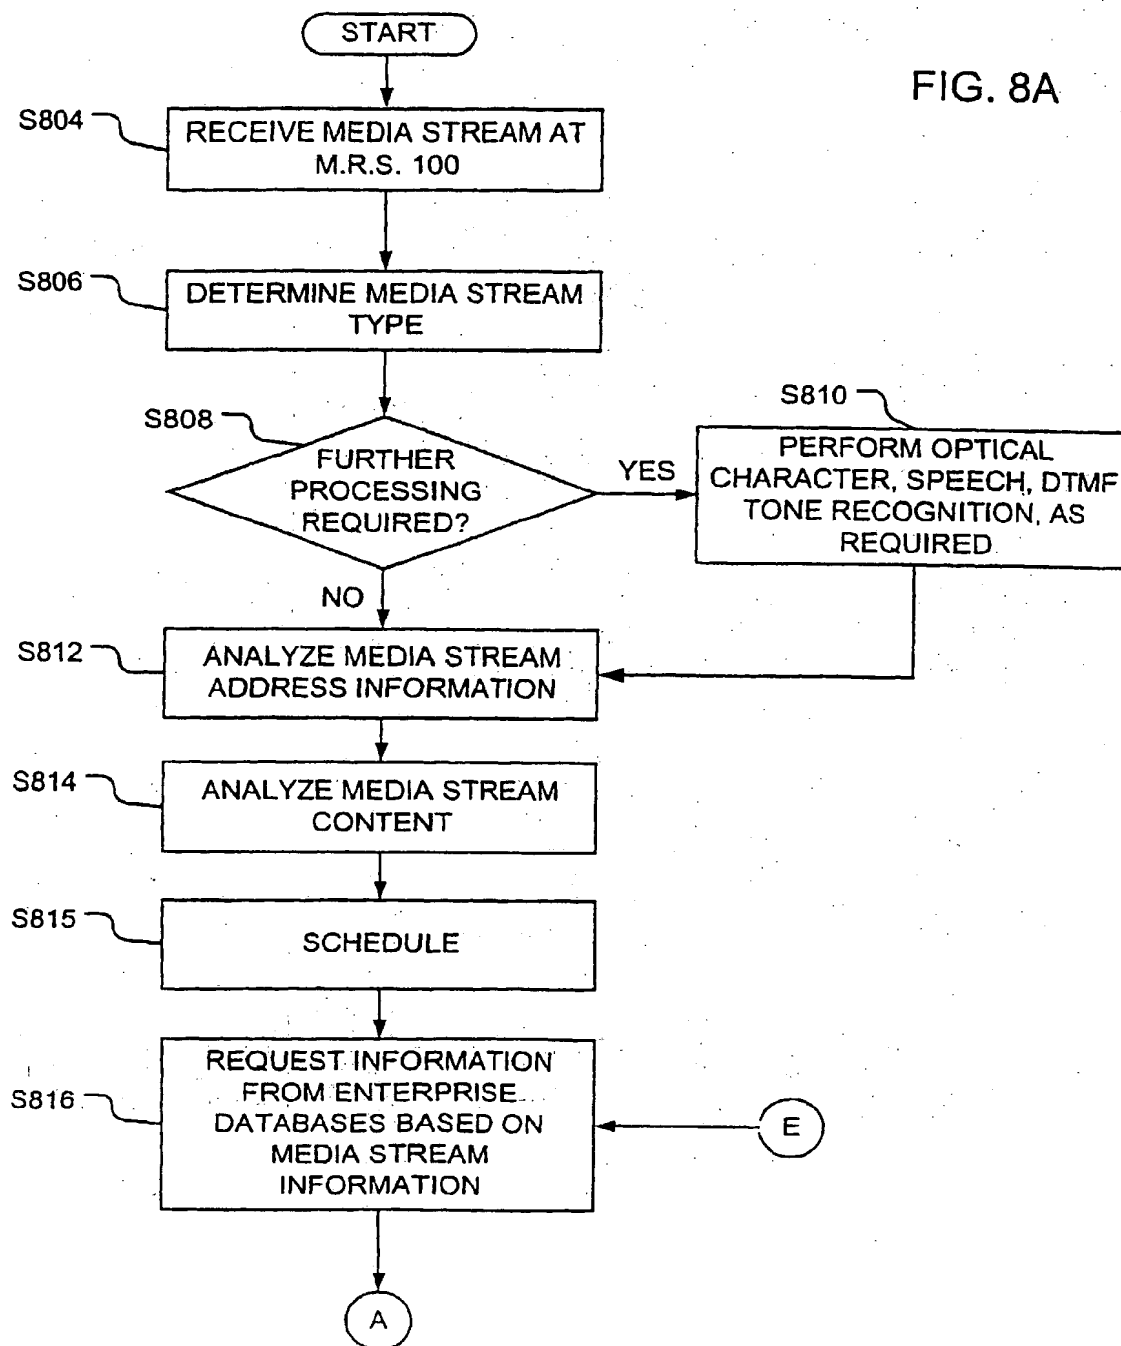 START
FIG. 8A
S804
RECEIVE MEDIA STREAM AT
M.R.S. 100
S806
DETERMINE MEDIA STREAM
TYPE
S808
FURTHER
PROCESSING
REQUIRED?
YES
S810
PERFORM OPTICAL
CHARACTER, SPEECH, DTMF
TONE RECOGNITION, AS
REQUIRED
NO
S812
ANALYZE MEDIA STREAM
ADDRESS INFORMATION
S814
ANALYZE MEDIA STREAM
CONTENT
S815
SCHEDULE
S816
REQUEST INFORMATION
FROM ENTERPRISE
DATABASES BASED ON
MEDIA STREAM
INFORMATION
E
A